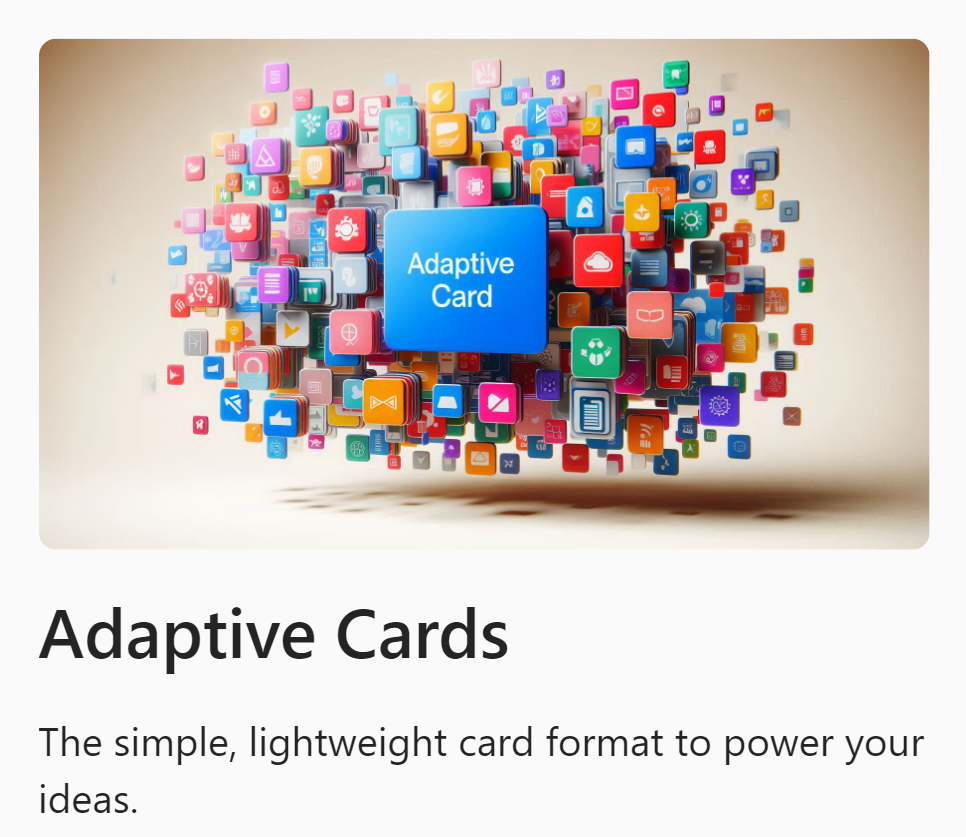 Adaptive
Card
Adaptive Cards
The simple, lightweight card format to power your
ideas.